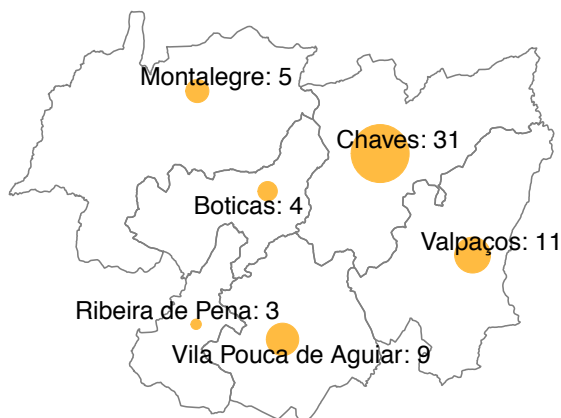 Montalegre: 5
Chaves: 31
Boticas: 4
Valpaços: 11
Ribeira de Pena: 3
Vila Pouca de Aguiar: 9